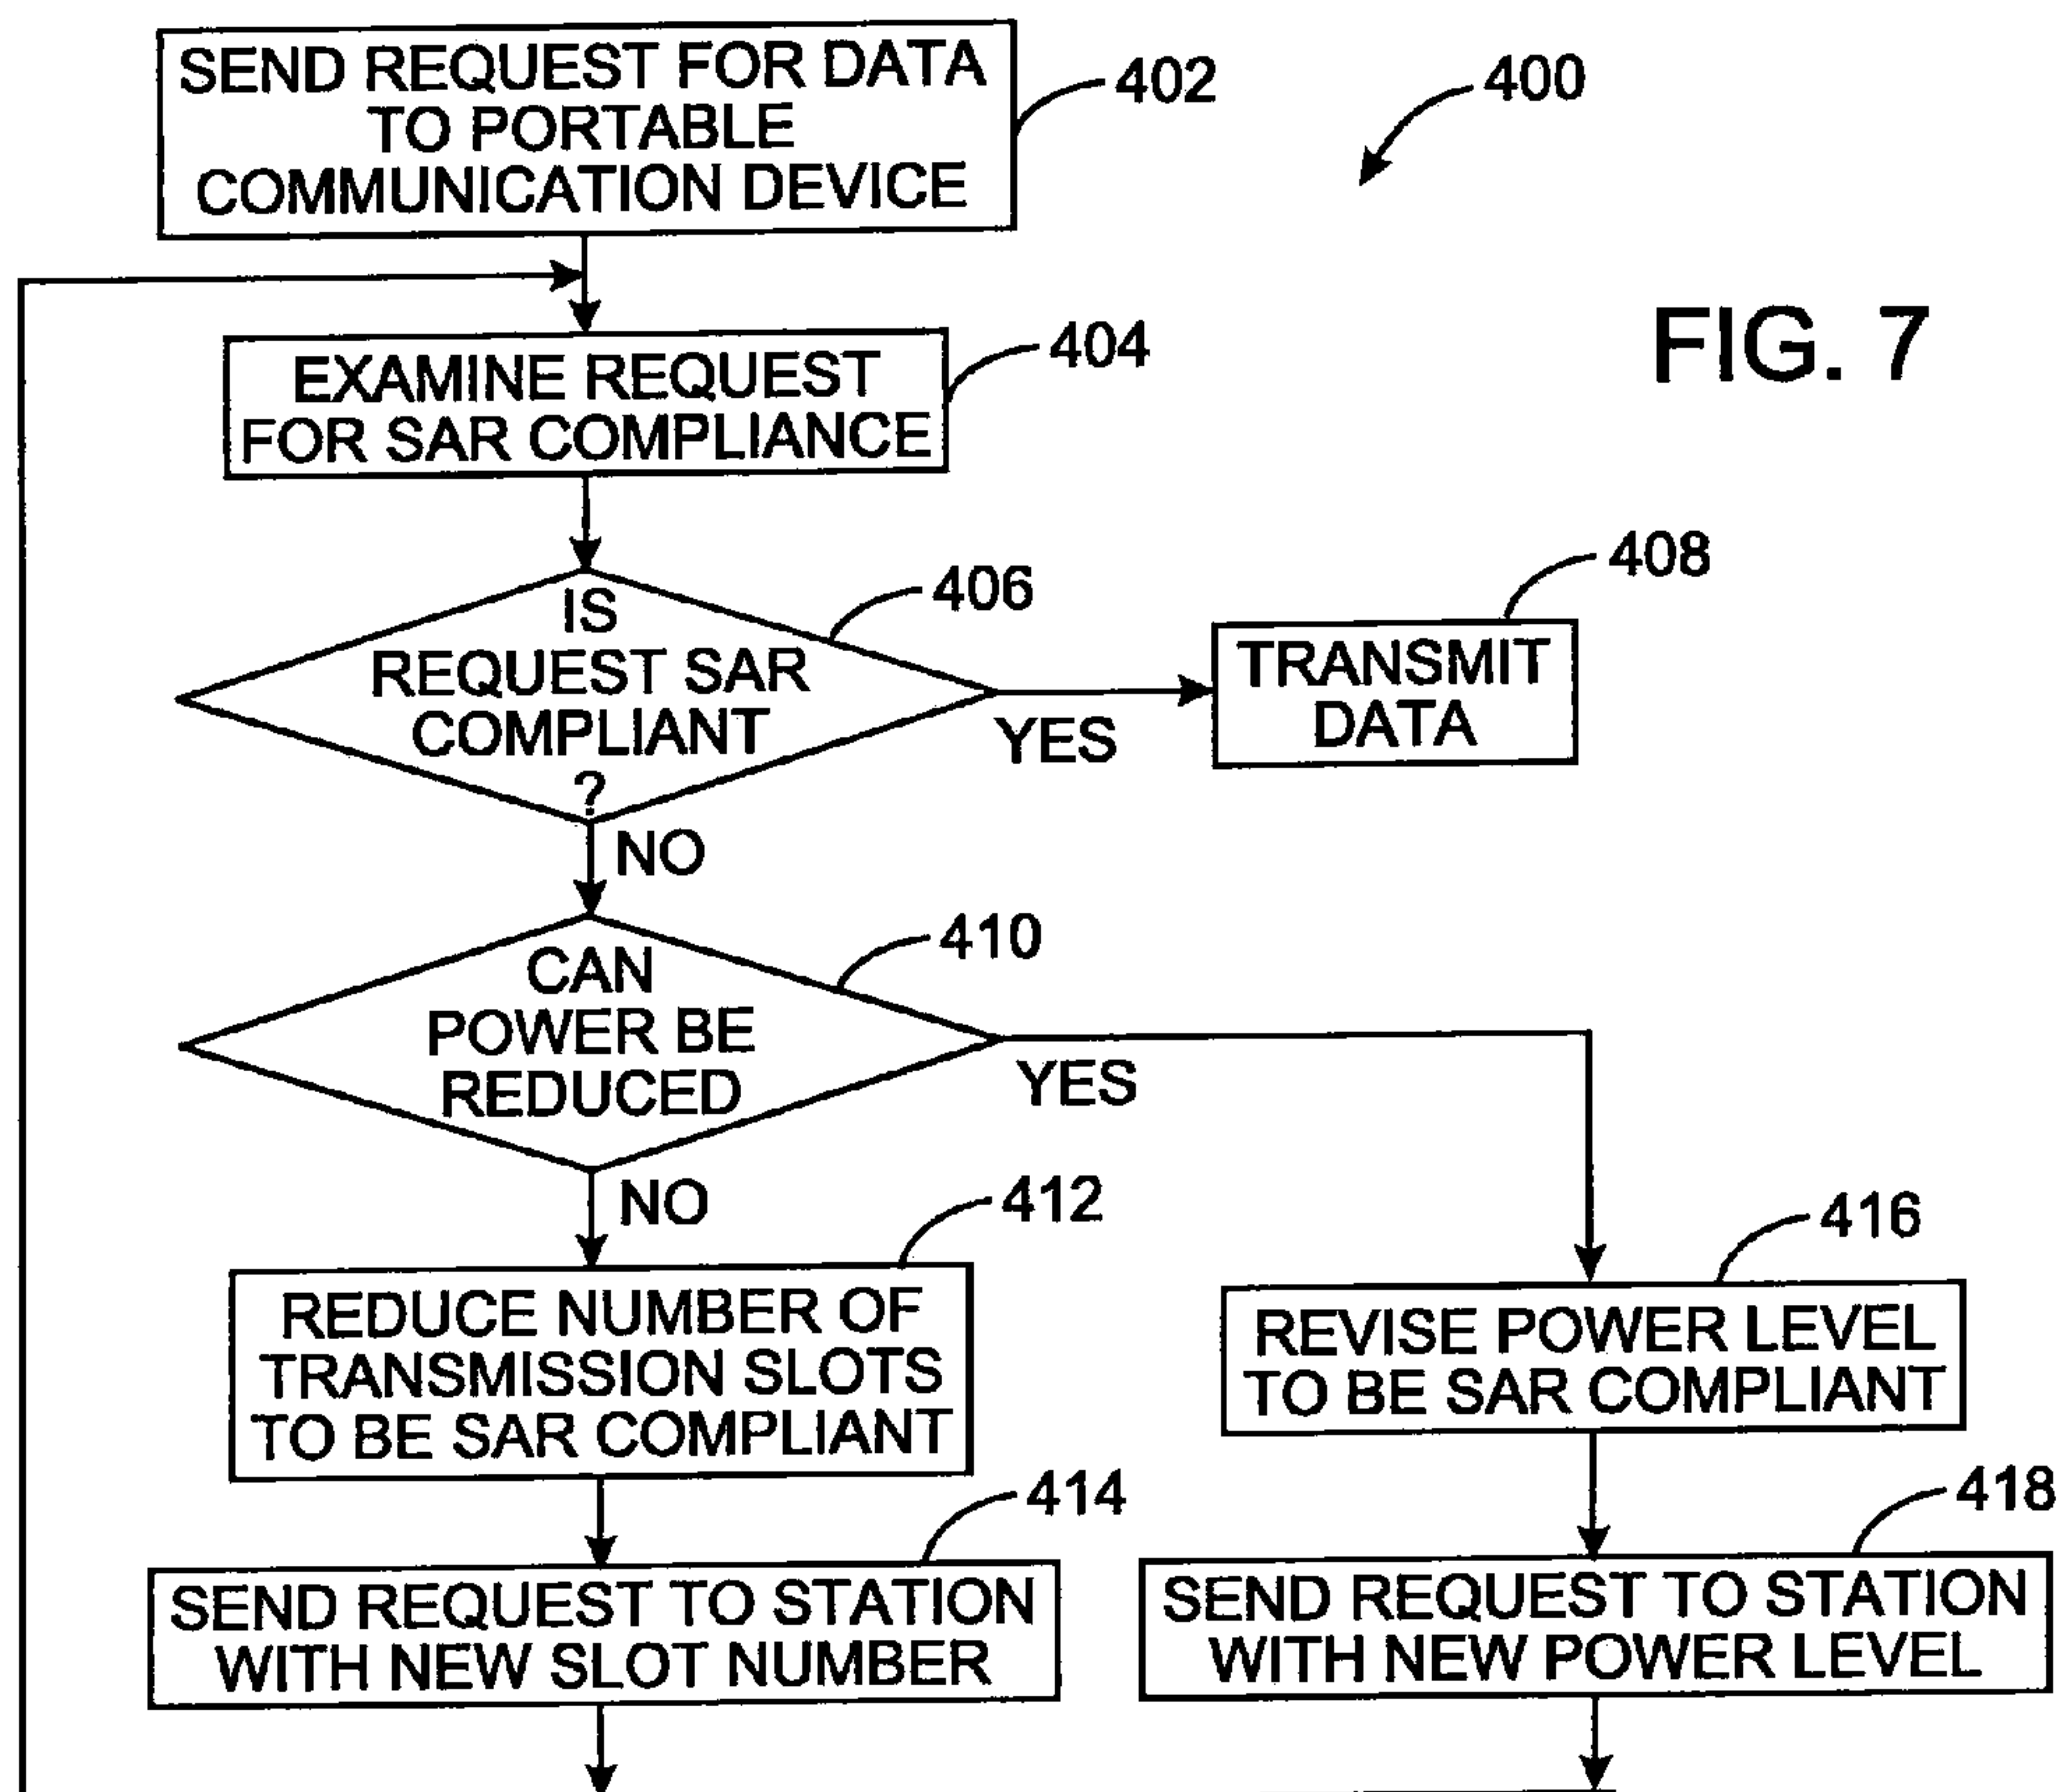 SEND REQUEST FOR DATA
TO PORTABLE
COMMUNICATION DEVICE
402
400
FIG. 7
EXAMINE REQUEST
FOR SAR COMPLIANCE
404
IS
REQUEST SAR
COMPLIANT
?
406
YES
TRANSMIT
DATA
408
NO
CAN
POWER BE
REDUCED
410
YES
NO
REDUCE NUMBER OF
TRANSMISSION SLOTS
TO BE SAR COMPLIANT
412
REVISE POWER LEVEL
TO BE SAR COMPLIANT
416
SEND REQUEST TO STATION
WITH NEW SLOT NUMBER
414
SEND REQUEST TO STATION
WITH NEW POWER LEVEL
418